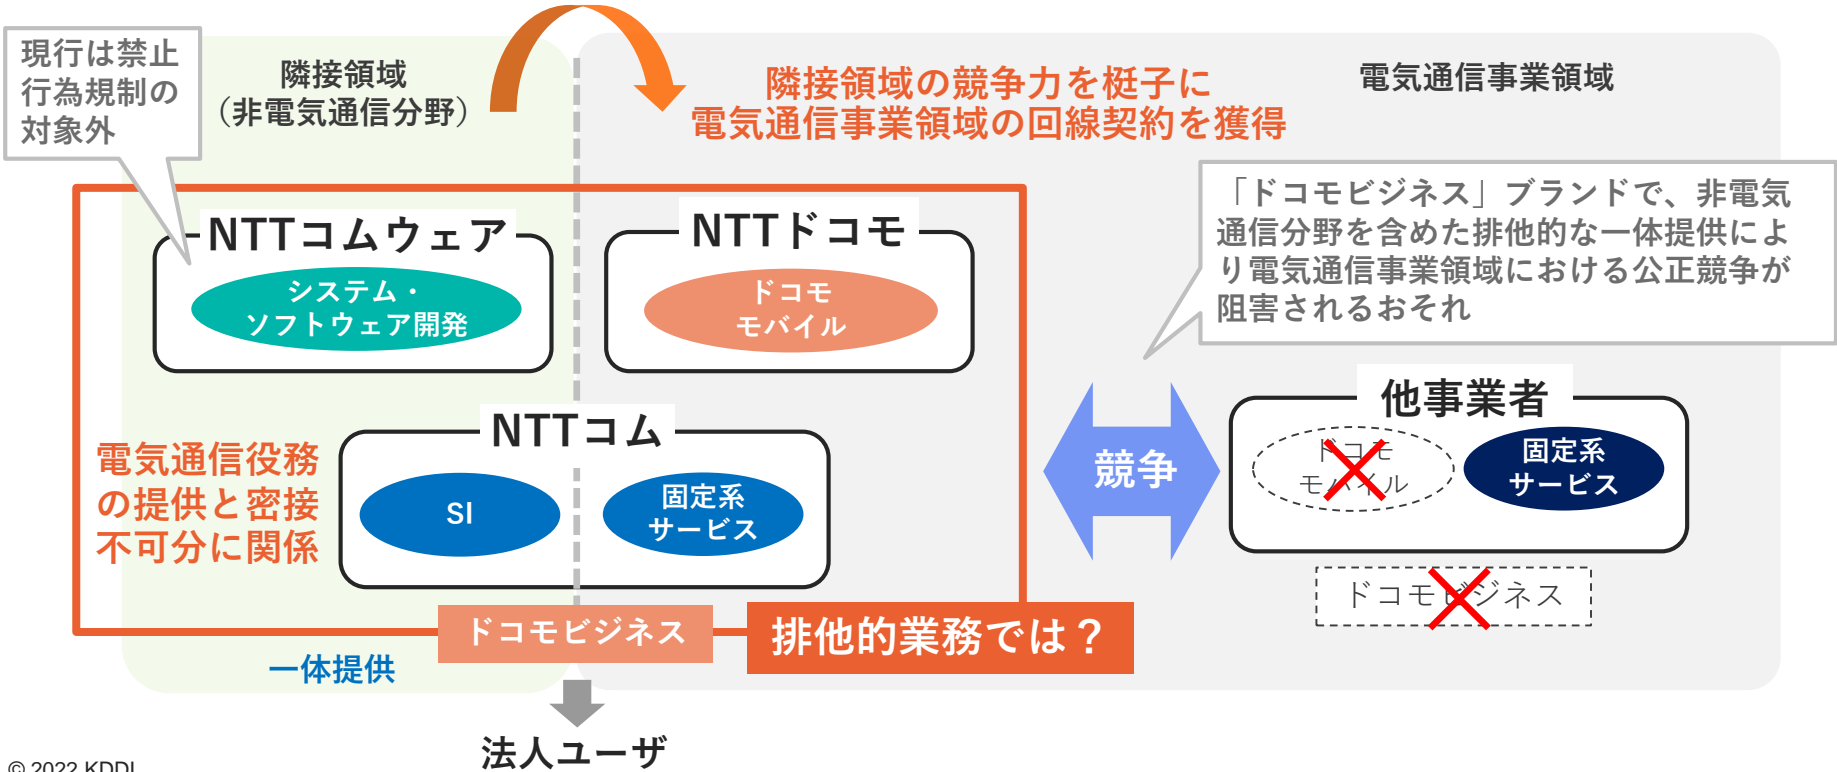 現行は禁止
行為規制の
対象外
隣接領域
（非電気通信分野）
隣接領域の競争力を梃子に
電気通信事業領域の回線契約を獲得
電気通信事業領域
「ドコモビジネス」ブランドで、非電気
通信分野を含めた排他的な一体提供によ
り電気通信事業領域における公正競争が
阻害されるおそれ
NTTコムウェア
システム・
ソフトウェア開発
NTTドコモ
ドコモ
モバイル
NTTコム
SI
固定系
サービス
電気通信役務
の提供と密接
不可分に関係
競争
他事業者
ドコモ
モバイル
固定系
サービス
ドコモビジネス
ドコモビジネス
排他的業務では？
一体提供
法人ユーザ
© 2022 KDDI